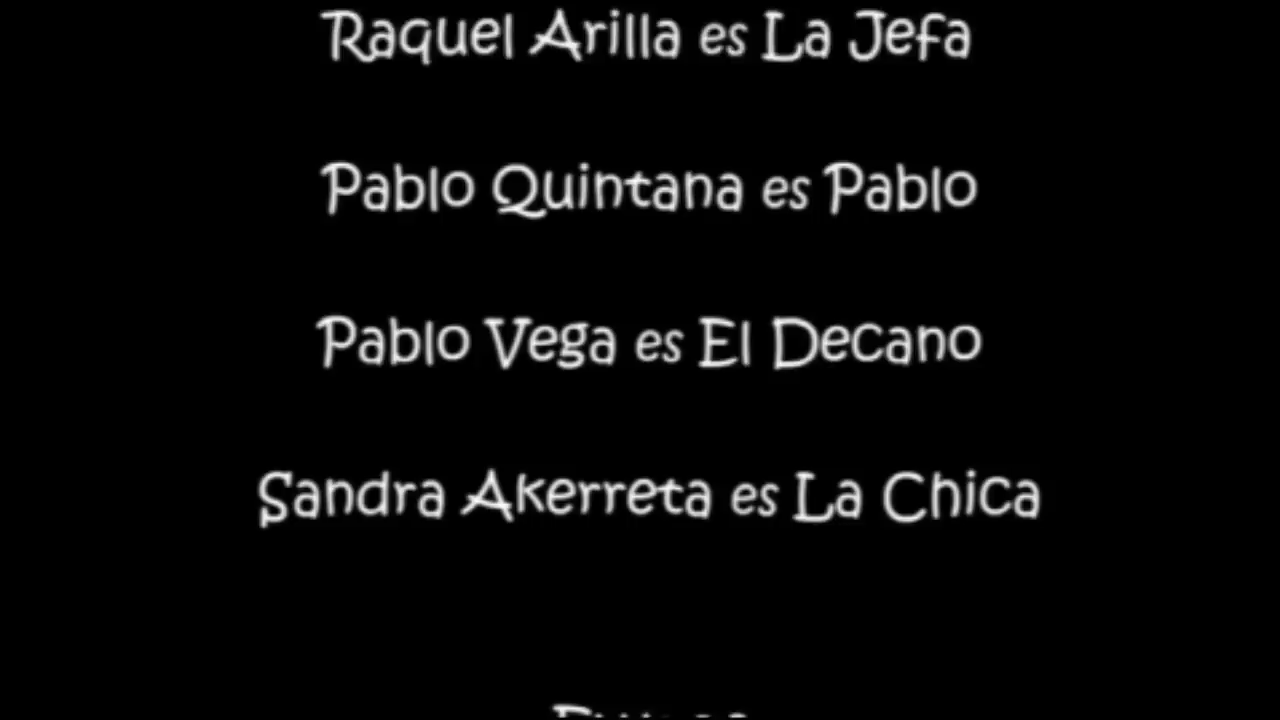 Raquel Arilla es La Jefa
Pablo Quintana es Pablo
Pablo Vega es El Decano
Sandra Akerreta es La Chica